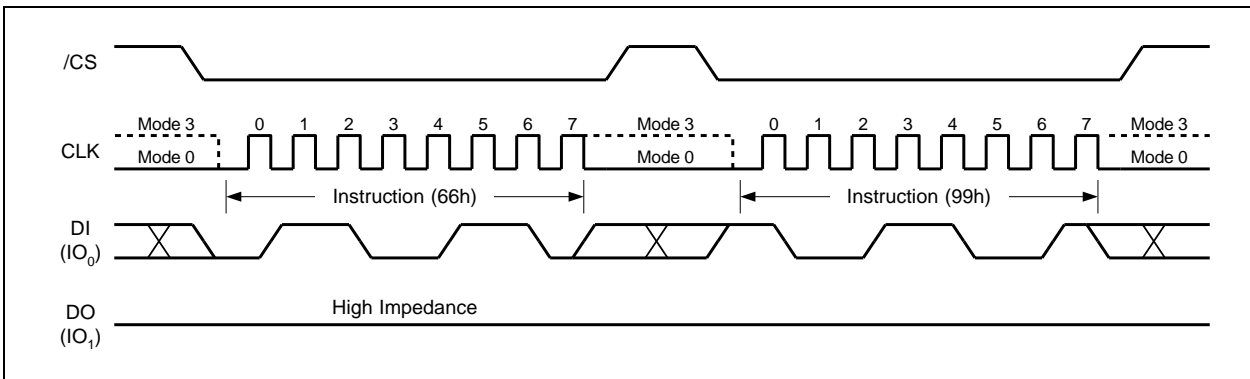 /CS
Mode 3 0 1 2 3 4 5 6 7 Mode 3 0 1 2 3 4 5 6 7 Mode 3
CLK
Mode 0 Mode 0 Mode 0
Instruction (66h) Instruction (99h)
DI
(IO0)
High Impedance
DO
(IO1)